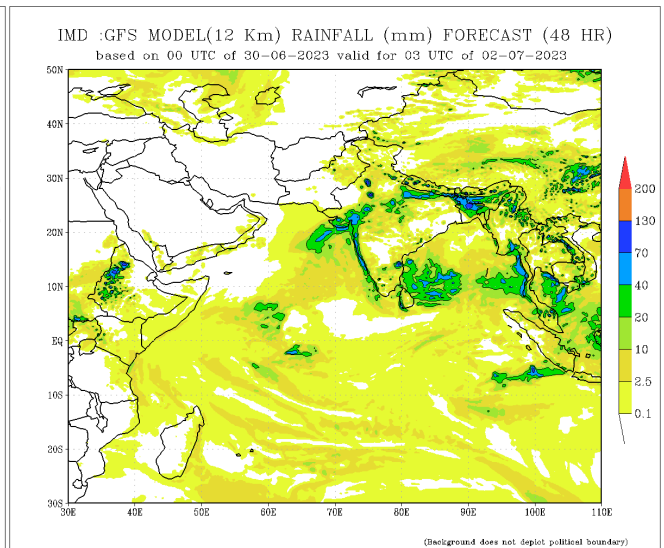 IMD :GFS MODEL(12 Km) RAINFALL (mm) FORECAST (48 HR)
based on 00 UTC of 30-06-2023 valid for 03 UTC of 02-07-2023
50N
40N
30N
20N
10N
EQ
10S
20S
30S
30E 40E 50E 60E 70E 80E 90E 100E 110E
200
130
70
40
20
10
2.5
0.1
(Background does not depict political boundary)